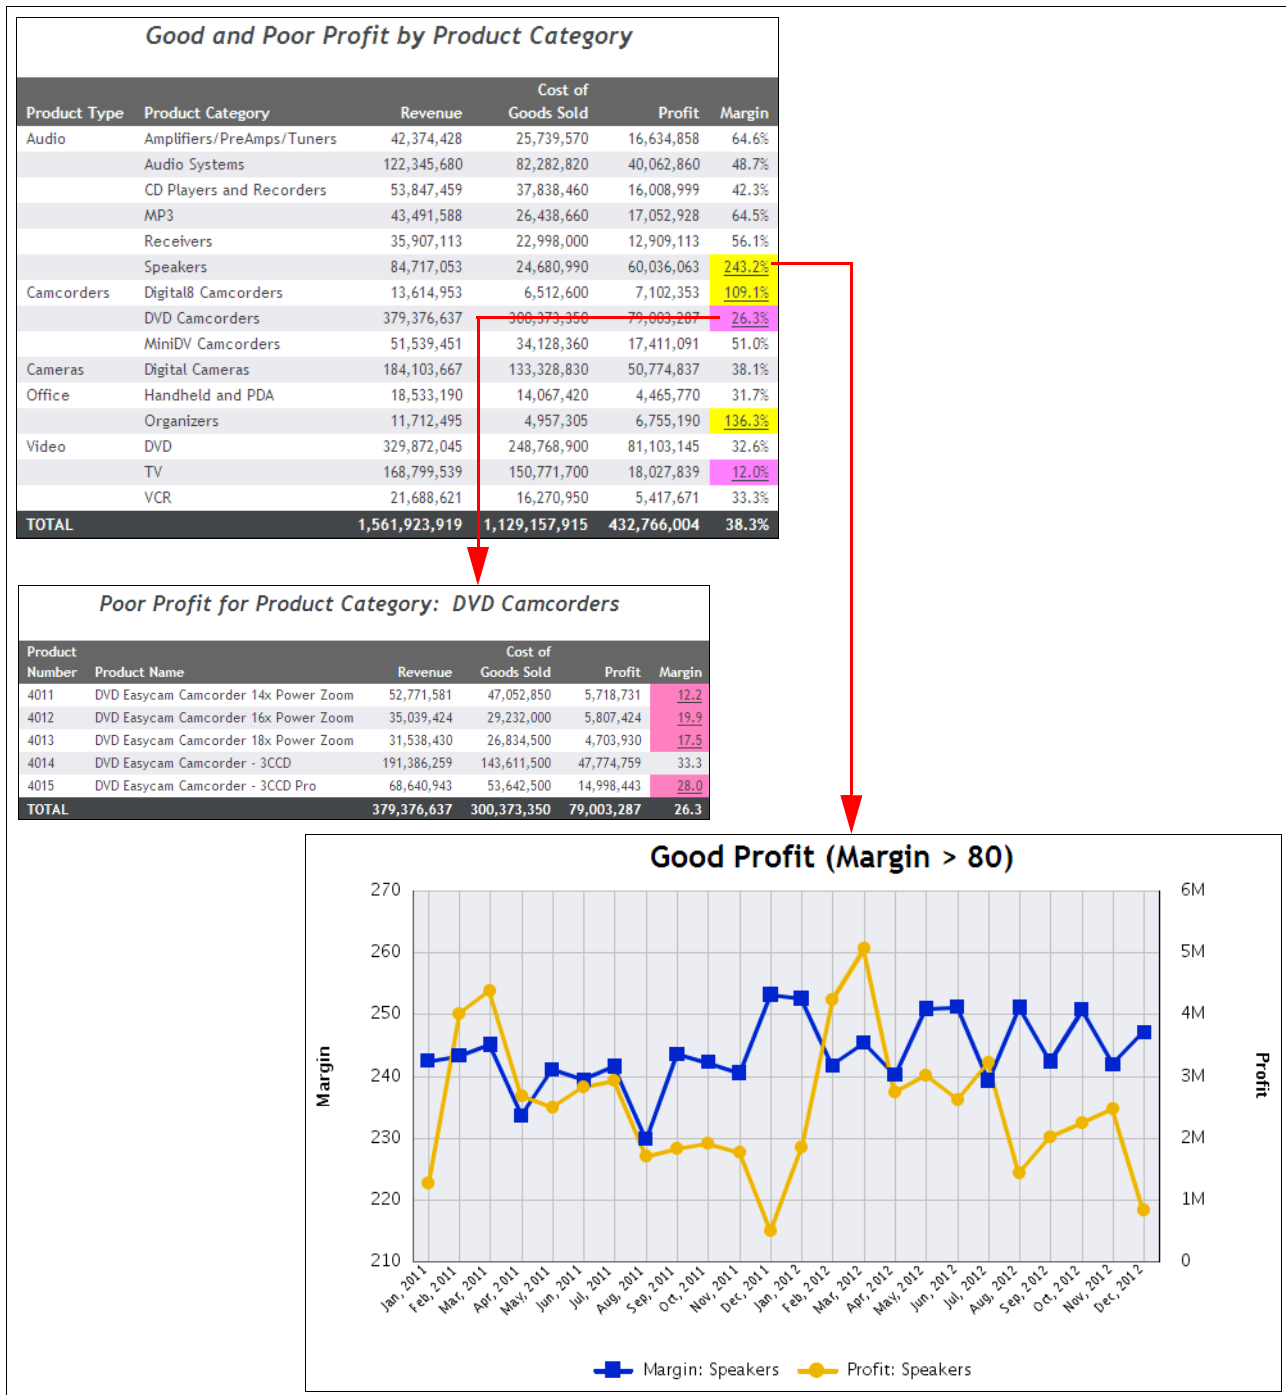 Good and Poor Profit by Product Category
Cost of
Product Type Product Category Revenue Goods Sold Profit Margin
Audio Amplifiers/PreAmps/Tuners 42,374,428 25,739,570 16,634,858 64.6%
Audio Systems 122,345,680 82,282,820 40,062,860 48.7%
CD Players and Recorders 53,847,459 37,838,460 16,008,999 42.3%
MP3 43,491,588 26,438,660 17,052,928 64.5%
Receivers 35,907,113 22,998,000 12,909,113 56.1%
Speakers 84,717,053 24,680,990 60,036,063 243.2%
Camcorders Digital8 Camcorders 13,614,953 6,512,600 7,102,353 109.1%
DVD Camcorders 379,376,637 300,373,350 79,003,287 26.3%
MiniDV Camcorders 51,539,451 34,128,360 17,411,091 51.0%
Cameras Digital Cameras 184,103,667 133,328,830 50,774,837 38.1%
Office Handheld and PDA 18,533,190 14,067,420 4,465,770 31.7%
Organizers 11,712,495 4,957,305 6,755,190 136.3%
Video DVD 329,872,045 248,768,900 81,103,145 32.6%
TV 168,799,539 150,771,700 18,027,839 12.0%
VCR 21,688,621 16,270,950 5,417,671 33.3%
TOTAL 1,561,923,919 1,129,157,915 432,766,004 38.3%
Poor Profit for Product Category: DVD Camcorders
Product Cost of
Number Product Name Revenue Goods Sold Profit Margin
4011 DVD Easycam Camcorder 14x Power Zoom 52,771,581 47,052,850 5,718,731 12.2
4012 DVD Easycam Camcorder 16x Power Zoom 35,039,424 29,232,000 5,807,424 19.9
4013 DVD Easycam Camcorder 18x Power Zoom 31,538,430 26,834,500 4,703,930 17.5
4014 DVD Easycam Camcorder - 3CCD 191,386,259 143,611,500 47,774,759 33.3
4015 DVD Easycam Camcorder - 3CCD Pro 68,640,943 53,642,500 14,998,443 28.0
TOTAL 379,376,637 300,373,350 79,003,287 26.3
Good Profit (Margin > 80)
270 6M
260 5M
250 4M
240 3M
230 2M
220 1M
210 0
Margin
Profit
Jan, 2011 Feb, 2011 Mar, 2011 Apr, 2011 May, 2011 Jun, 2011 Jul, 2011 Aug, 2011 Sep, 2011 Oct, 2011 Nov, 2011 Dec, 2011 Jan, 2012 Feb, 2012 Mar, 2012 Apr, 2012 May, 2012 Jun, 2012 Jul, 2012 Aug, 2012 Sep, 2012 Oct, 2012 Nov, 2012 Dec, 2012
Margin: Speakers Profit: Speakers